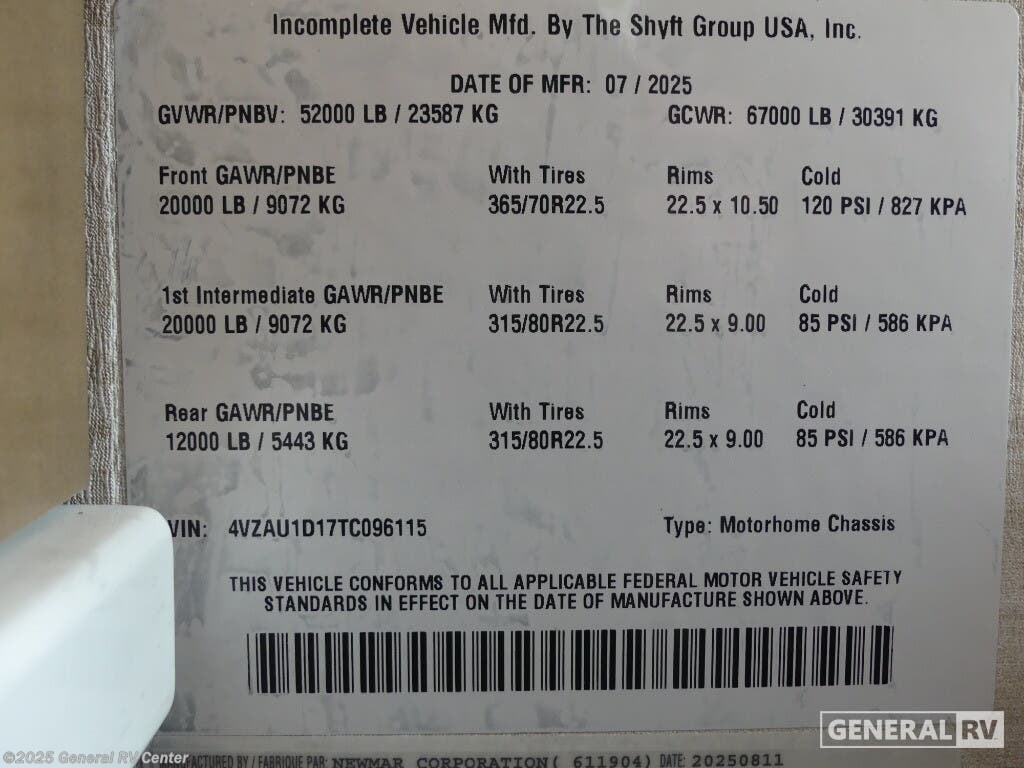 Incomplete Vehicle Mfd. By The Shyft Group USA, Inc.
DATE OF MFR: 07 / 2025
GVWR/PNBV: 52000 LB / 23587 KG GCWR: 67000 LB / 30391 KG
Front GAWR/PNBE With Tires Rims Cold
20000 LB / 9072 KG 365/70R22.5 22.5 x 10.50 120 PSI / 827 KPA
1st Intermediate GAWR/PNBE With Tires Rims Cold
20000 LB / 9072 KG 315/80R22.5 22.5 x 9.00 85 PSI / 586 KPA
Rear GAWR/PNBE With Tires Rims Cold
12000 LB / 5443 KG 315/80R22.5 22.5 x 9.00 85 PSI / 586 KPA
VIN: 4VZAU1D17TC096115 Type: Motorhome Chassis
THIS VEHICLE CONFORMS TO ALL APPLICABLE FEDERAL MOTOR VEHICLE SAFETY
STANDARDS IN EFFECT ON THE DATE OF MANUFACTURE SHOWN ABOVE.
GENERAL RV
©2025 General RV Center
BY / FABRIQUE PAR: NEWMAR CORPORATION( 611904) DATE: 20250811